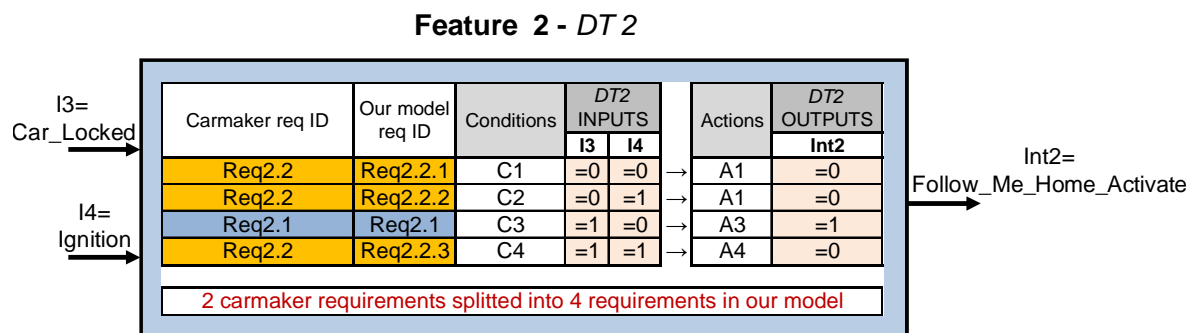 Feature 2 - DT 2
I3=
Car_Locked
I4=
Ignition
Carmaker req ID
Our model
req ID
Conditions
DT2
INPUTS
I3 I4
Actions
DT2
OUTPUTS
Int2
Req2.2 Req2.2.1 C1 =0 =0 → A1 =0
Req2.2 Req2.2.2 C2 =0 =1 → A1 =0
Req2.1 Req2.1 C3 =1 =0 → A3 =1
Req2.2 Req2.2.3 C4 =1 =1 → A4 =0
2 carmaker requirements splitted into 4 requirements in our model
Int2=
Follow_Me_Home_Activate